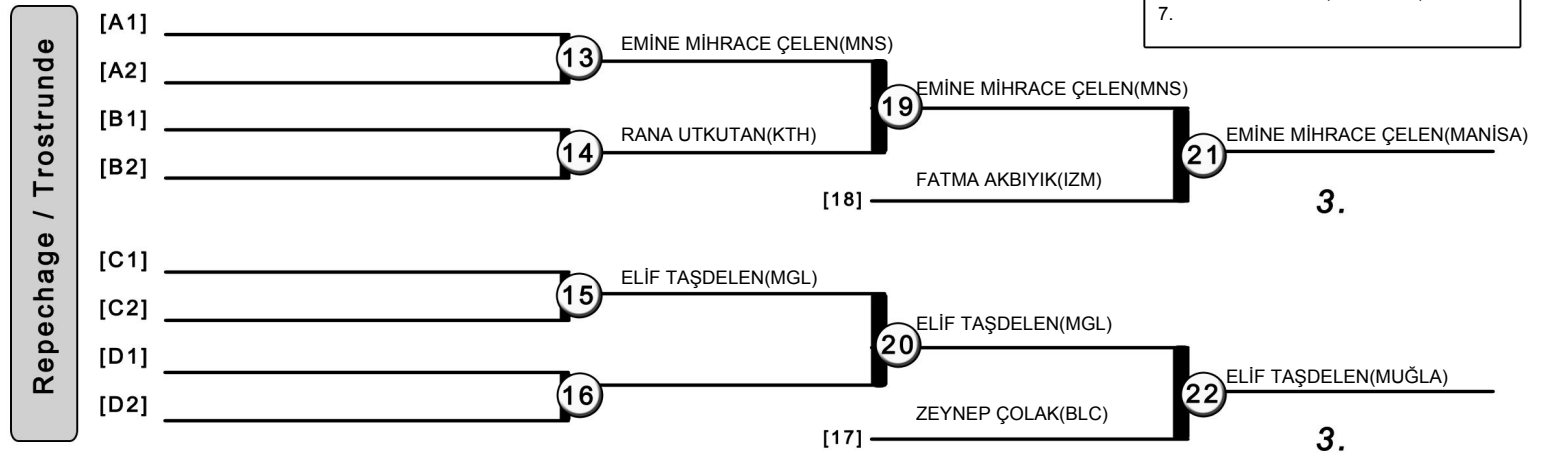 7.
Repechage / Trostrunde
[A1]
[A2]
[B1]
[B2]
13
EMİNE MİHRACE ÇELEN(MNS)
14
RANA UTKUTAN(KTH)
19
EMİNE MİHRACE ÇELEN(MNS)
[18]
FATMA AKBIYIK(IZM)
21
EMİNE MİHRACE ÇELEN(MANİSA)
3.
[C1]
[C2]
[D1]
[D2]
15
ELİF TAŞDELEN(MGL)
16
20
ELİF TAŞDELEN(MGL)
[17]
ZEYNEP ÇOLAK(BLC)
22
ELİF TAŞDELEN(MUĞLA)
3.